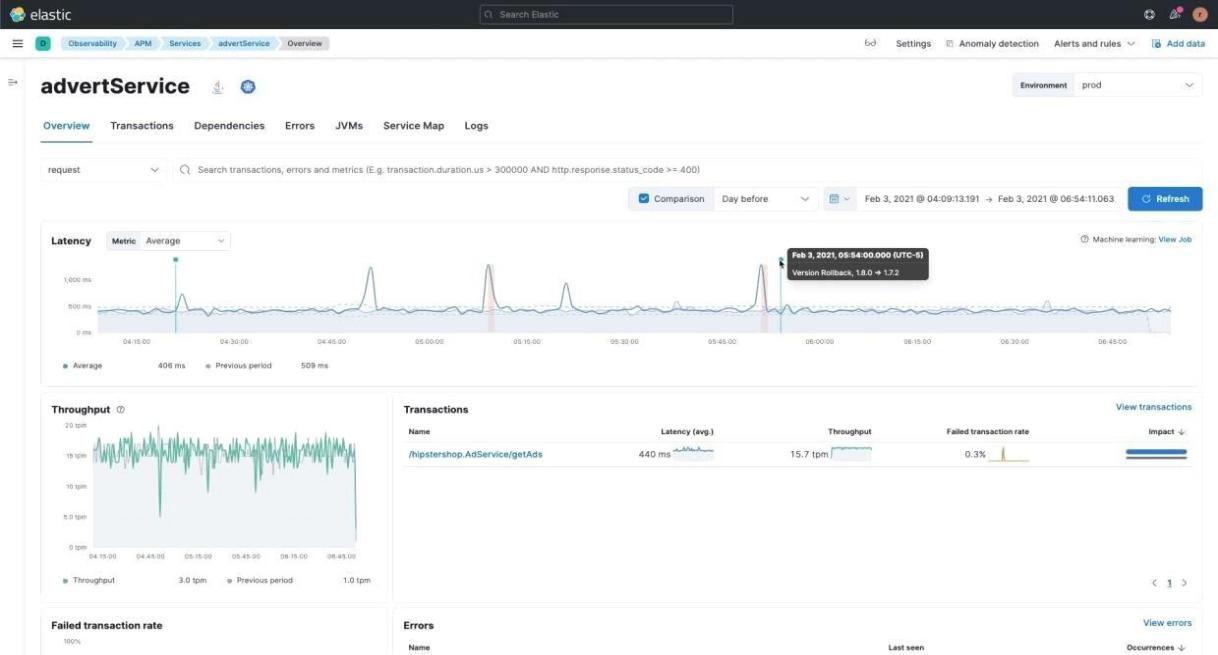 elastic
Search Elastic
r
D
Observability
APM
Services
advertService
Overview
Settings
Anomaly detection
Alerts and rules
Add data
advertService
Environment prod
Overview Transactions Dependencies Errors JVMs Service Map Logs
request
Search transactions, errors and metrics (E.g. transaction.duration.us > 300000 AND http.response.status_code >= 400)
Comparison Day before
Feb 3, 2021 @ 04:09:13.191 → Feb 3, 2021 @ 06:54:11.063
Refresh
Latency
Metric Average
Machine learning: View Job
Feb 3, 2021, 05:54:00.000 (UTC-5)
Version Rollback, 1.8.0 → 1.7.2
1,000 ms
500 ms
0 ms
04:15:00 04:30:00 04:45:00 05:00:00 05:15:00 05:30:00 05:45:00 06:00:00 06:15:00 06:30:00 06:45:00
Average 406 ms Previous period 509 ms
Throughput
20 tpm
15 tpm
10 tpm
5.0 tpm
0 tpm
04:15:00 04:45:00 05:15:00 05:45:00 06:15:00 06:45:00
Throughput 3.0 tpm Previous period 1.0 tpm
Transactions
View transactions
Name Latency (avg.) Throughput Failed transaction rate Impact
/hipstershop.AdService/getAds 440 ms 15.7 tpm 0.3%
1
Failed transaction rate
100%
Errors
View errors
Name Last seen Occurrences